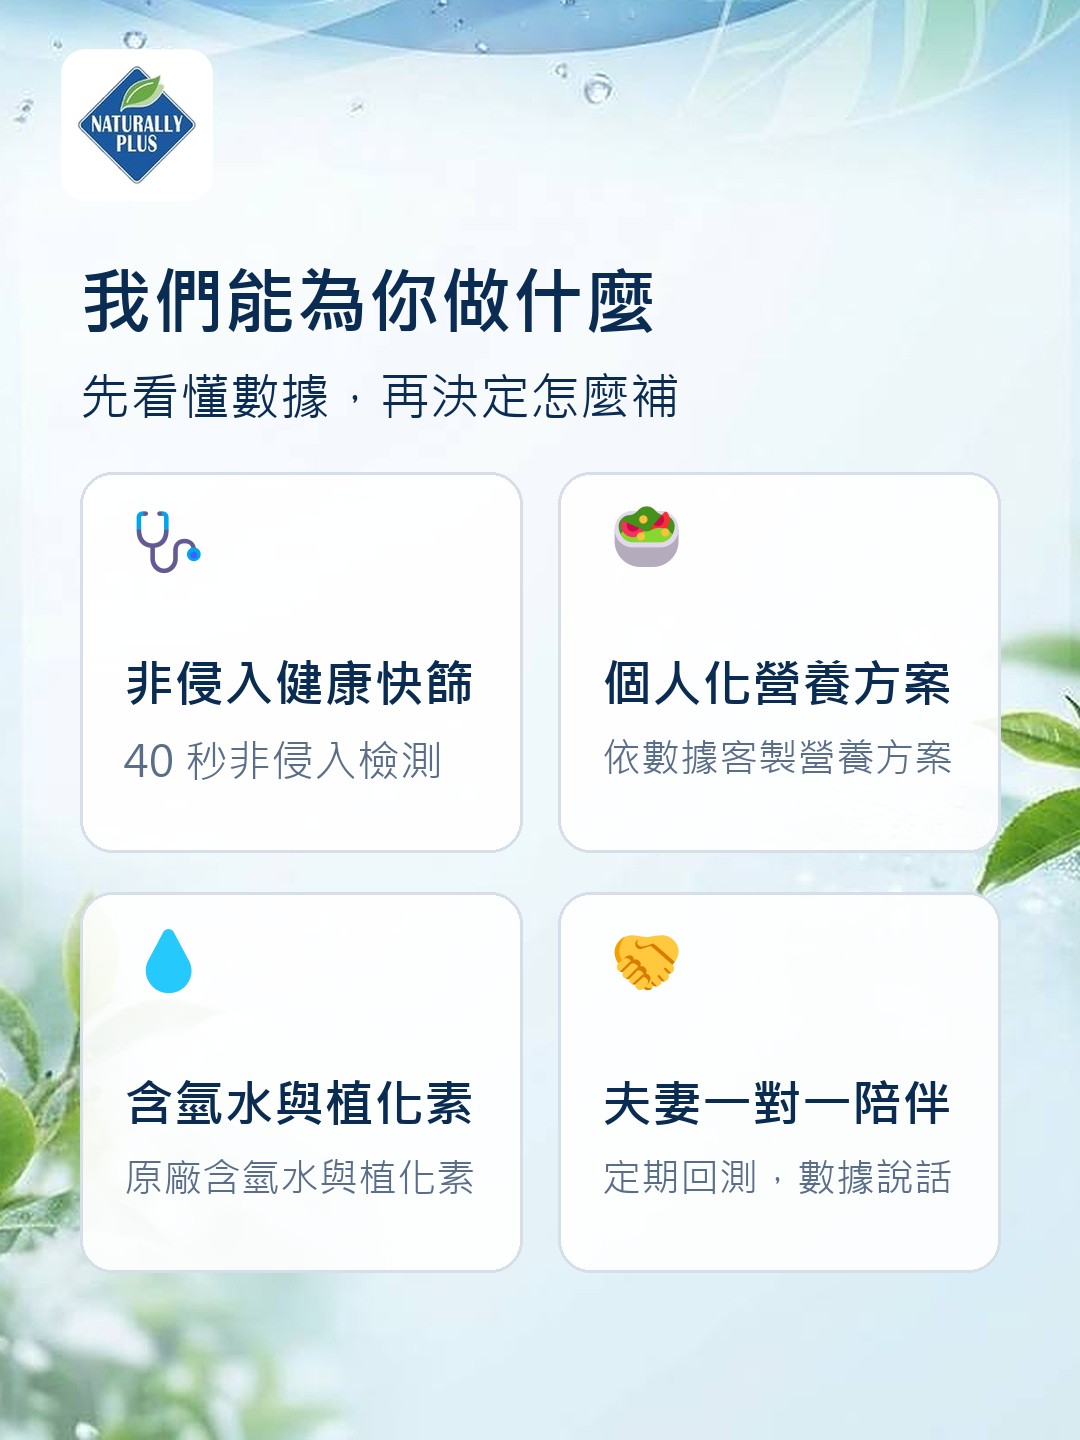 NATURALLY
PLUS
我們能為你做什麼
先看懂數據，再決定怎麼補
非侵入健康快篩
40 秒非侵入檢測
個人化營養方案
依數據客製營養方案
含氫水與植化素
原廠含氫水與植化素
夫妻一對一陪伴
定期回測，數據說話